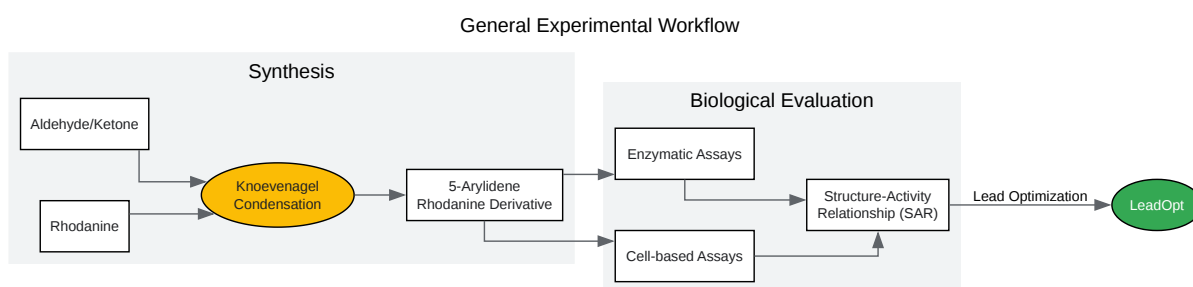 General Experimental Workflow
Synthesis
Aldehyde/Ketone
Rhodanine
Knoevenagel
Condensation
5-Arylidene
Rhodanine Derivative
Biological Evaluation
Enzymatic Assays
Cell-based Assays
Structure-Activity
Relationship (SAR)
Lead Optimization
LeadOpt